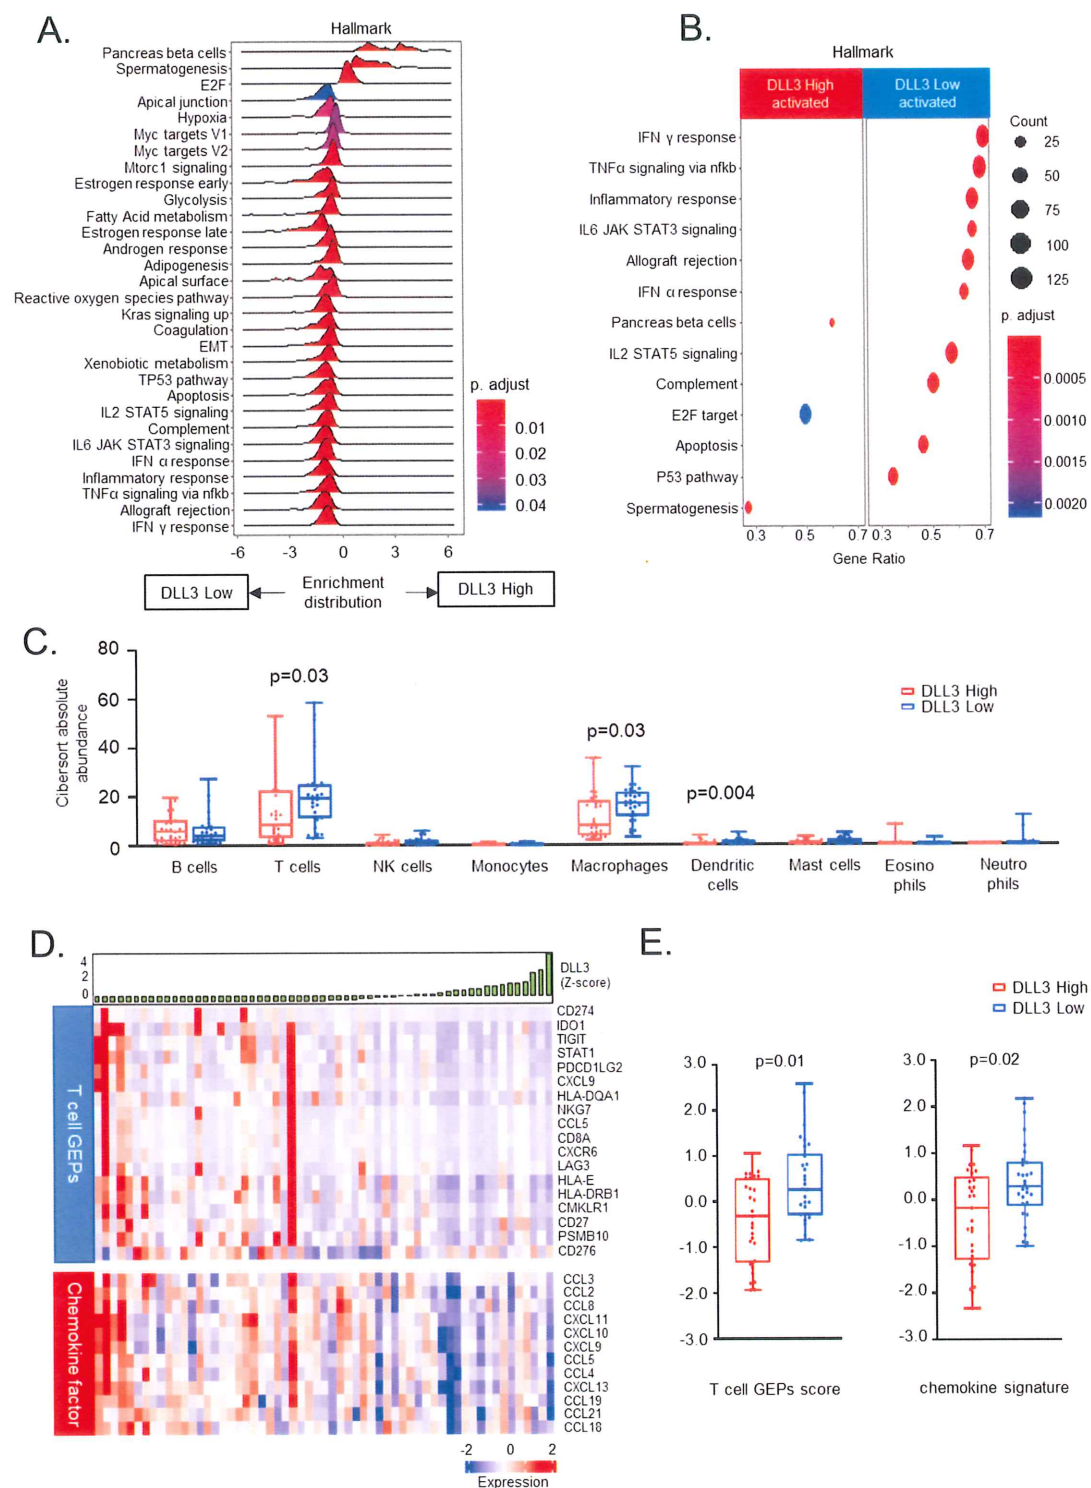 A.
Hallmark
Pancreas beta cells
Spermatogenesis
E2F
Apical junction
Hypoxia
Myc targets V1
Myc targets V2
Mtorc1 signaling
Estrogen response early
Glycolysis
Fatty Acid metabolism
Estrogen response late
Androgen response
Adipogenesis
Apical surface
Reactive oxygen species pathway
Kras signaling up
Coagulation
EMT
Xenobiotic metabolism
TP53 pathway
Apoptosis
IL2 STAT5 signaling
Complement
IL6 JAK STAT3 signaling
IFN α response
Inflammatory response
TNFα signaling via nfkb
Allograft rejection
IFN γ response
-6 -3 0 3 6
p. adjust
0.01
0.02
0.03
0.04
DLL3 Low
Enrichment
distribution
DLL3 High
B.
Hallmark
DLL3 High
activated
DLL3 Low
activated
IFN γ response
TNFα signaling via nfkb
Inflammatory response
IL6 JAK STAT3 signaling
Allograft rejection
IFN α response
Pancreas beta cells
IL2 STAT5 signaling
Complement
E2F target
Apoptosis
P53 pathway
Spermatogenesis
0.3 0.5 0.7 0.3 0.5 0.7
Gene Ratio
Count
25
50
75
100
125
p. adjust
0.0005
0.0010
0.0015
0.0020
C.
Cibersort absolute
abundance
80
60
40
20
0
p=0.03
p=0.03
p=0.004
DLL3 High
DLL3 Low
B cells
T cells
NK cells
Monocytes
Macrophages
Dendritic
cells
Mast cells
Eosino
phils
Neutro
phils
D.
4
2
0
DLL3
(Z-score)
T cell GEPs
CD274
IDO1
TIGIT
STAT1
PDCD1LG2
CXCL9
HLA-DQA1
NKG7
CCL5
CD8A
CXCR6
LAG3
HLA-E
HLA-DRB1
CMKLR1
CD27
PSMB10
CD276
Chemokine factor
CCL3
CCL2
CCL8
CXCL11
CXCL10
CXCL9
CCL5
CCL4
CXCL13
CCL19
CCL21
CCL18
-2 0 2
Expression
E.
DLL3 High
DLL3 Low
3.0
2.0
1.0
0.0
-1.0
-2.0
-3.0
p=0.01
T cell GEPs score
3.0
2.0
1.0
0.0
-1.0
-2.0
-3.0
p=0.02
chemokine signature